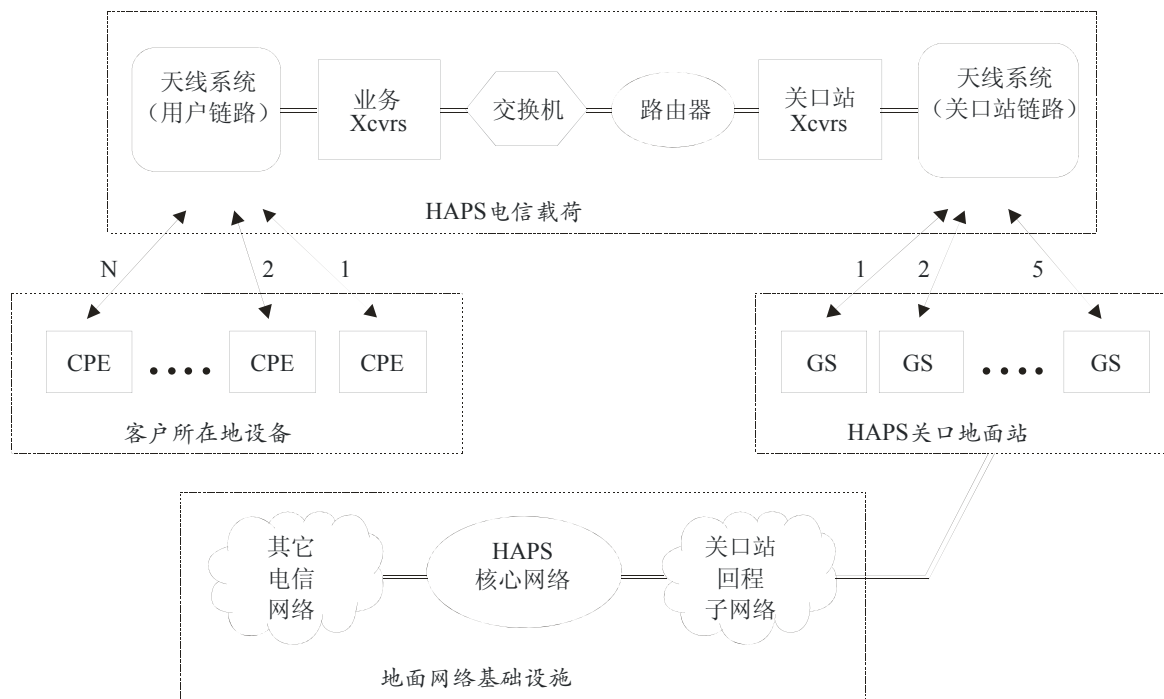 天线系统
（用户链路）
业务
Xcvrs
交换机
路由器
关口站
Xcvrs
天线系统
（关口站链路）
HAPS电信载荷
N
2
1
1
2
5
CPE
....
CPE
CPE
客户所在地设备
GS
GS
....
GS
HAPS关口地面站
其它
电信
网络
HAPS
核心网络
关口站
回程
子网络
地面网络基础设施